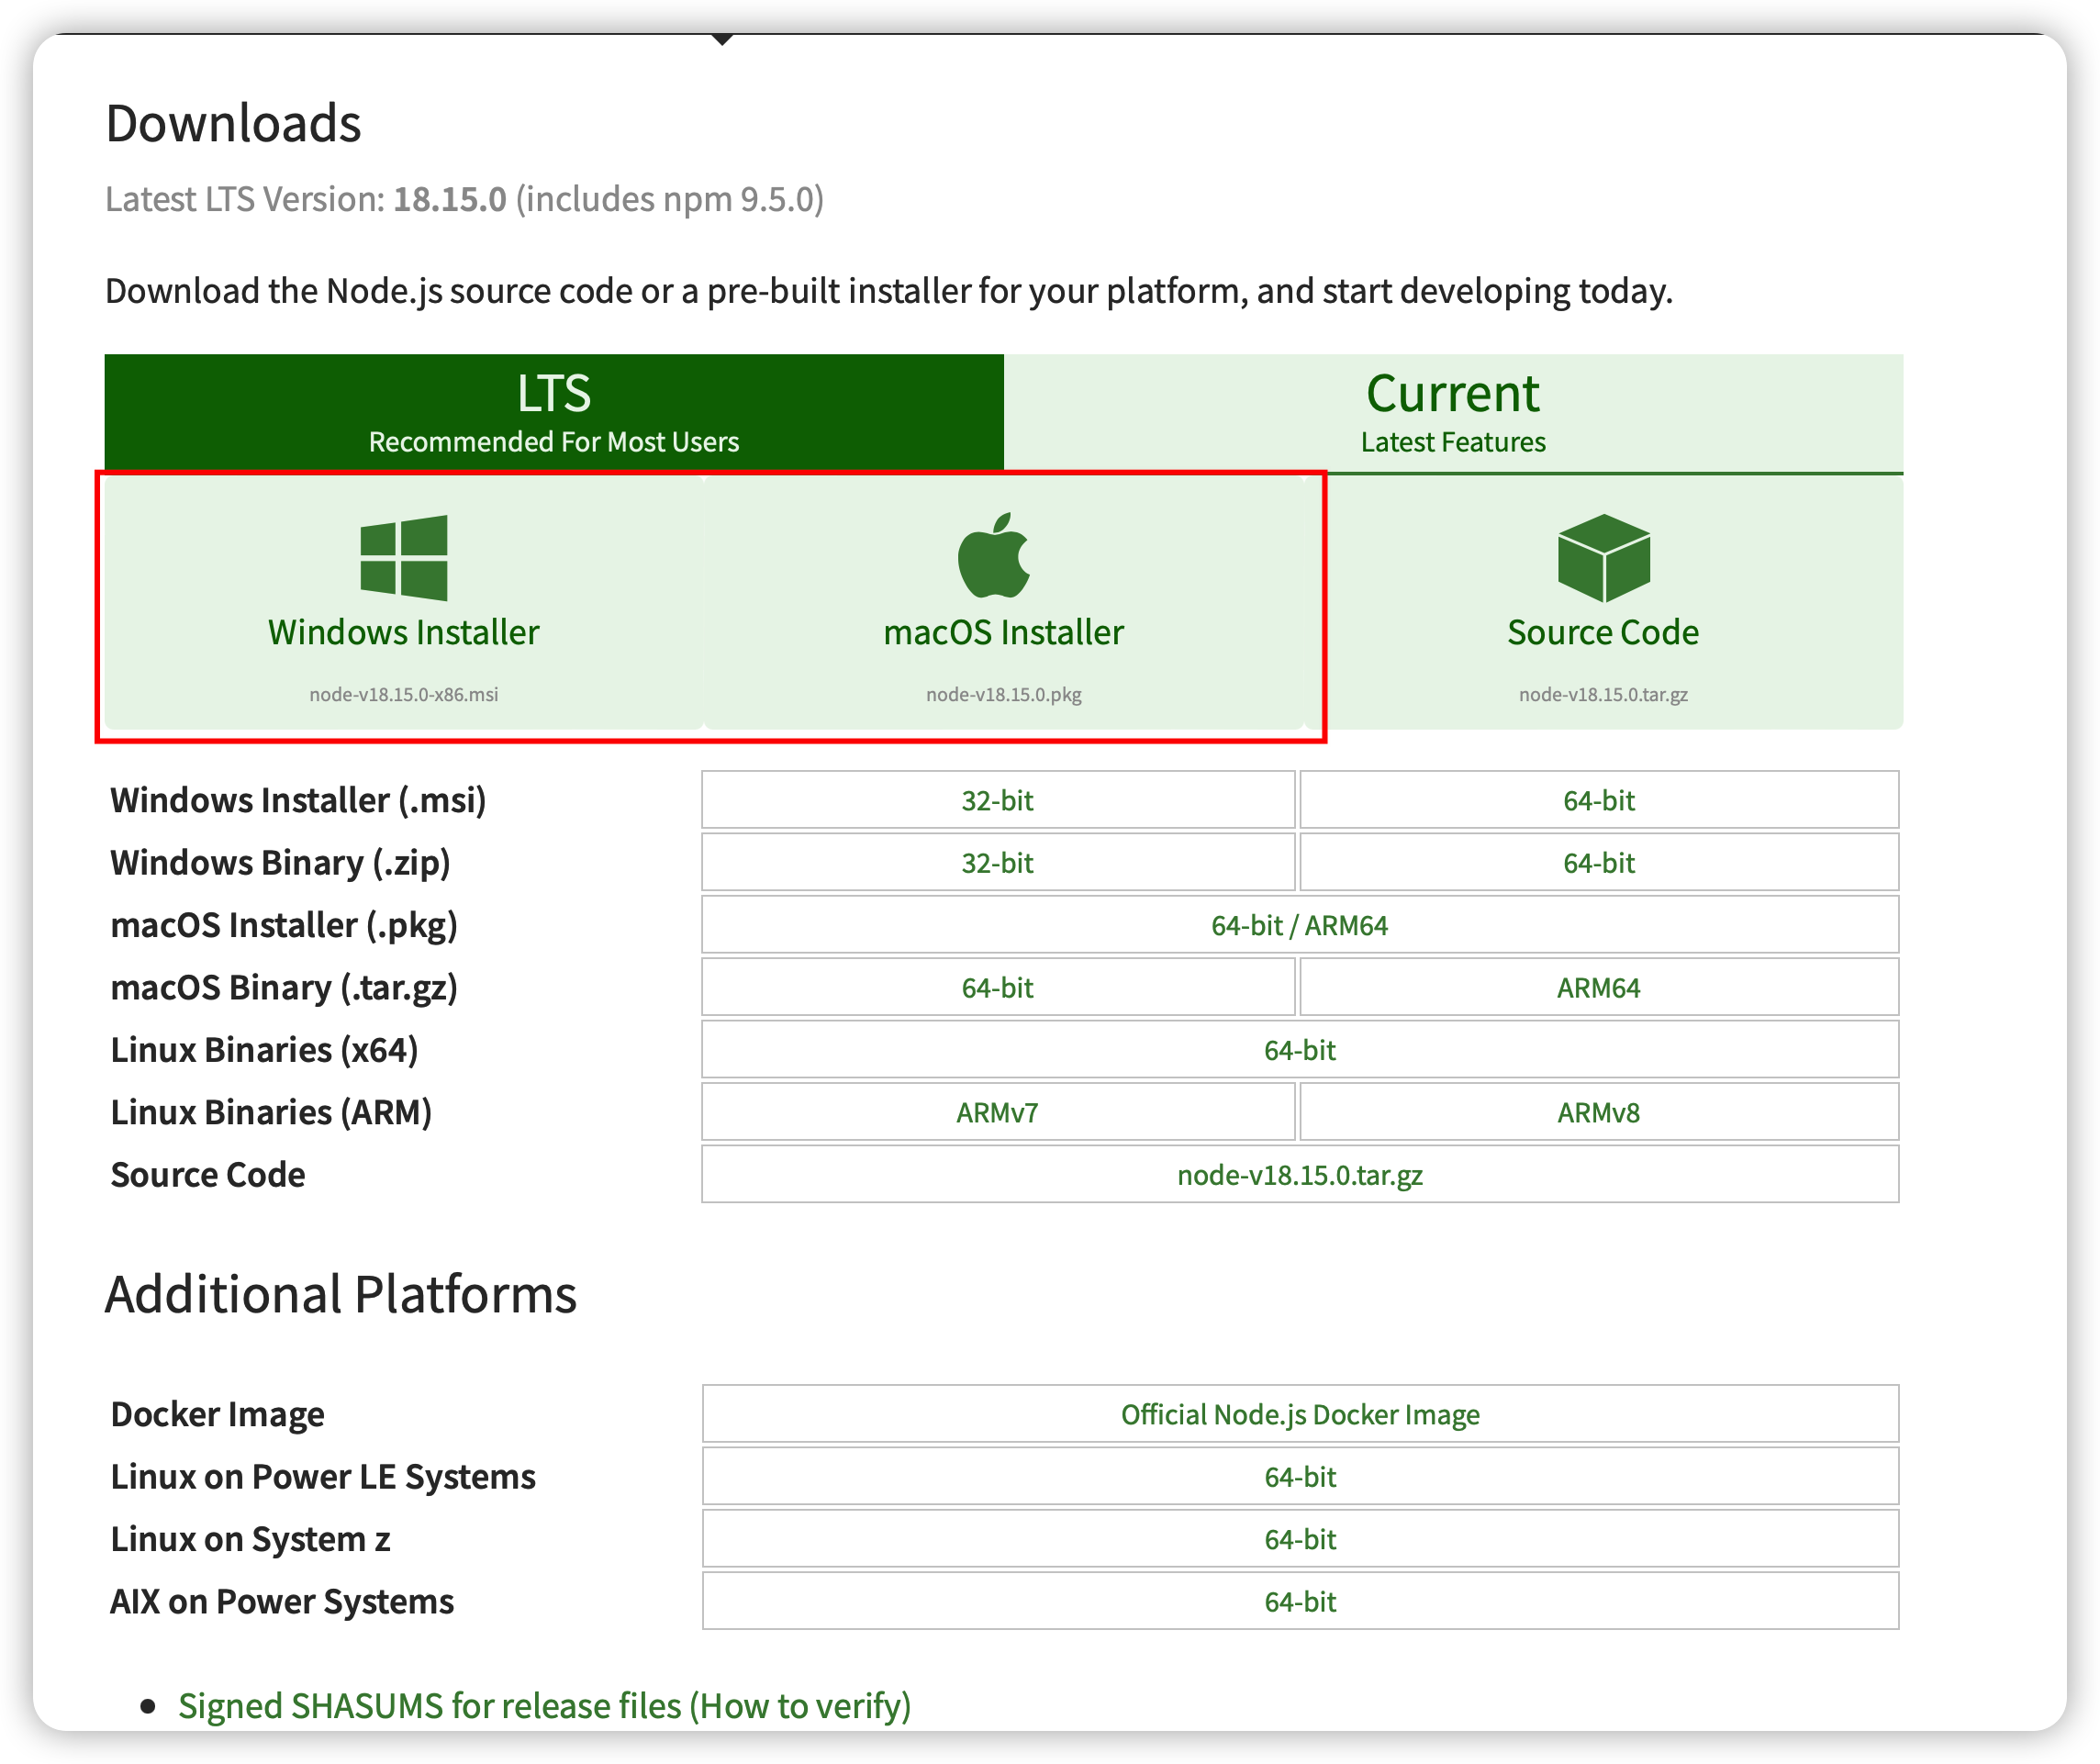 Downloads
Latest LTS Version: 18.15.0 (includes npm 9.5.0)
Download the Node.js source code or a pre-built installer for your platform, and start developing today.
LTS
Recommended For Most Users
Current
Latest Features
Windows Installer
node-v18.15.0-x86.msi
macOS Installer
node-v18.15.0.pkg
Source Code
node-v18.15.0.tar.gz
Windows Installer (.msi) 32-bit 64-bit
Windows Binary (.zip) 32-bit 64-bit
macOS Installer (.pkg) 64-bit / ARM64
macOS Binary (.tar.gz) 64-bit ARM64
Linux Binaries (x64) 64-bit
Linux Binaries (ARM) ARMv7 ARMv8
Source Code node-v18.15.0.tar.gz
Additional Platforms
Docker Image Official Node.js Docker Image
Linux on Power LE Systems 64-bit
Linux on System z 64-bit
AIX on Power Systems 64-bit
Signed SHASUMS for release files (How to verify)